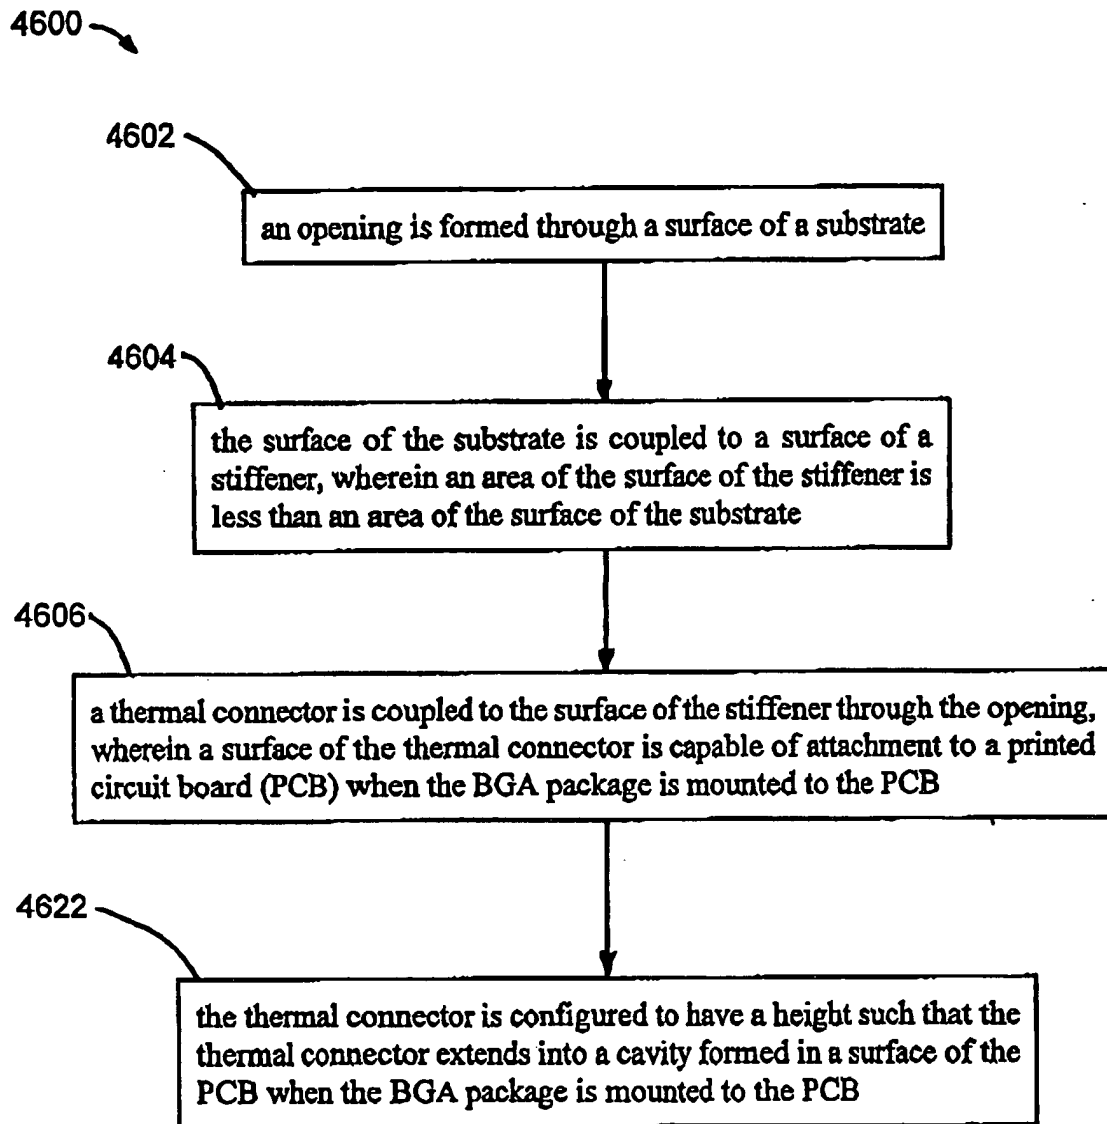 4600
4602
an opening is formed through a surface of a substrate
4604
the surface of the substrate is coupled to a surface of a
stiffener, wherein an area of the surface of the stiffener is
less than an area of the surface of the substrate
4606
a thermal connector is coupled to the surface of the stiffener through the opening,
wherein a surface of the thermal connector is capable of attachment to a printed
circuit board (PCB) when the BGA package is mounted to the PCB
4622
the thermal connector is configured to have a height such that the
thermal connector extends into a cavity formed in a surface of the
PCB when the BGA package is mounted to the PCB